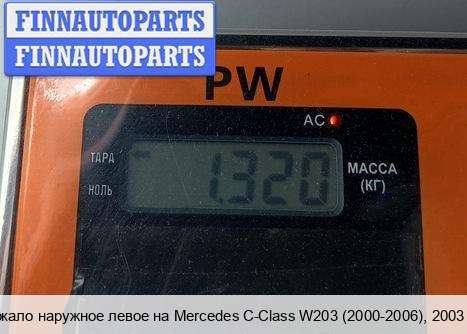 FINNAUTOPARTS
FINNAUTOPARTS
PW
AC
ТАРА
НОЛЬ
1.320
МАССА
(КГ)
жало наружное левое на Mercedes C-Class W203 (2000-2006), 2003